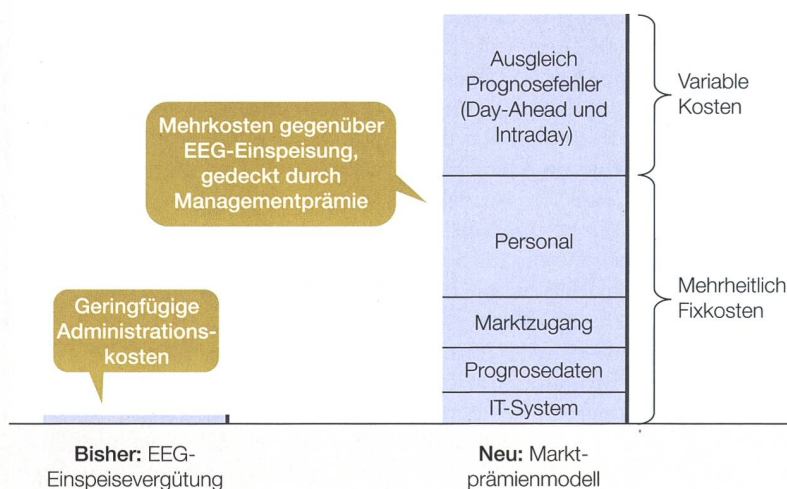 Ausgleich
Prognosefehler
(Day-Ahead und
Intraday)
Variable
Kosten
Mehrkosten gegenüber
EEG-Einspeisung,
gedeckt durch
Managementprämie
Personal
Mehrheitlich
Fixkosten
Geringfügige
Administrations-
kosten
Marktzugang
Prognosedaten
IT-System
Bisher: EEG-
Einspeisevergütung
Neu: Markt-
prämienmodell